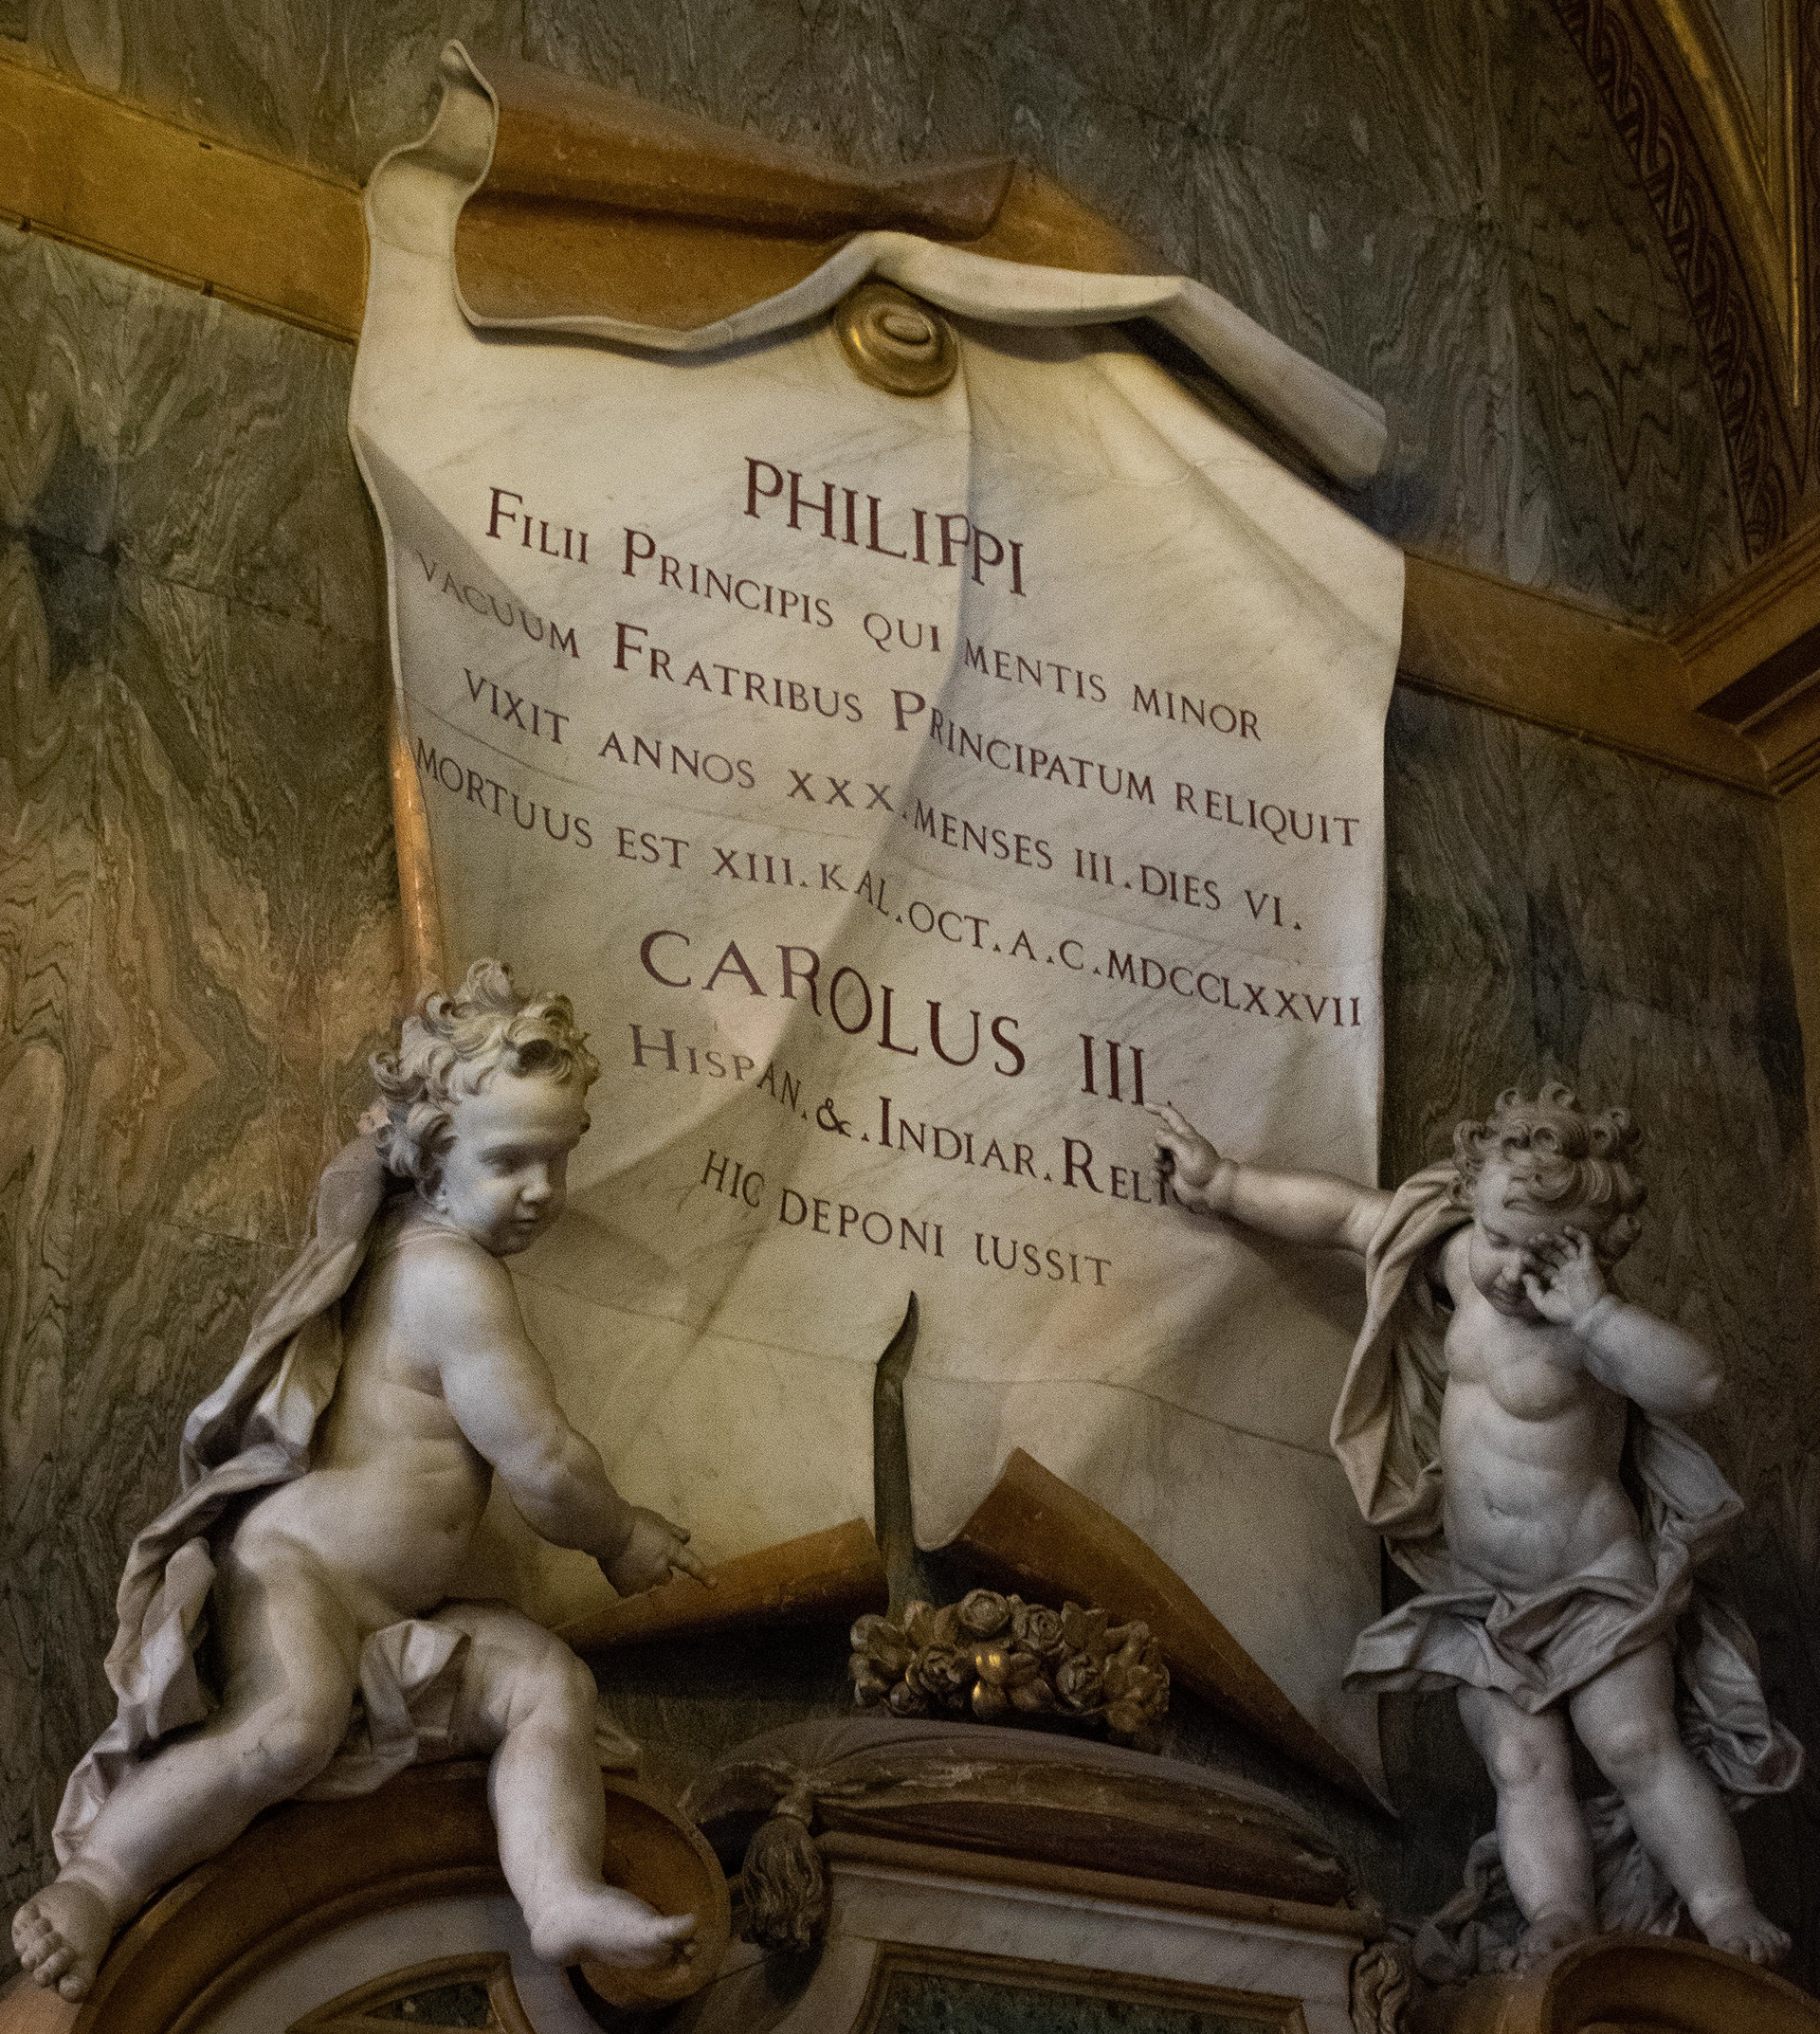 PHILIPPI
FILII PRINCIPIS QUI MENTIS MINOR
VACUUM FRATRIBUS PRINCIPATUM RELIQUIT
VIXIT ANNOS XXX.MENSES III.DIES VI.
MORTUUS EST XIII.KAL.OCT.A.C.MDCCLXXVII
CAROLUS III.
HISPAN.&.INDIAR.
HIC DEPONI IUSSIT